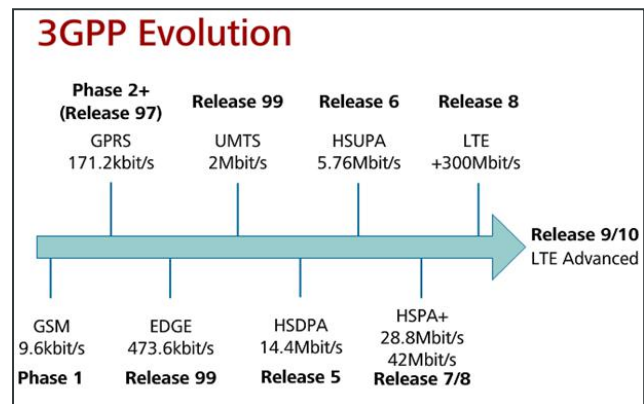 3GPP Evolution
Phase 2+
(Release 97)
GPRS
171.2kbit/s
Release 99
UMTS
2Mbit/s
Release 6
HSUPA
5.76Mbit/s
Release 8
LTE
+300Mbit/s
Release 9/10
LTE Advanced
GSM
9.6kbit/s
Phase 1
EDGE
473.6kbit/s
Release 99
HSDPA
14.4Mbit/s
Release 5
HSPA+
28.8Mbit/s
42Mbit/s
Release 7/8